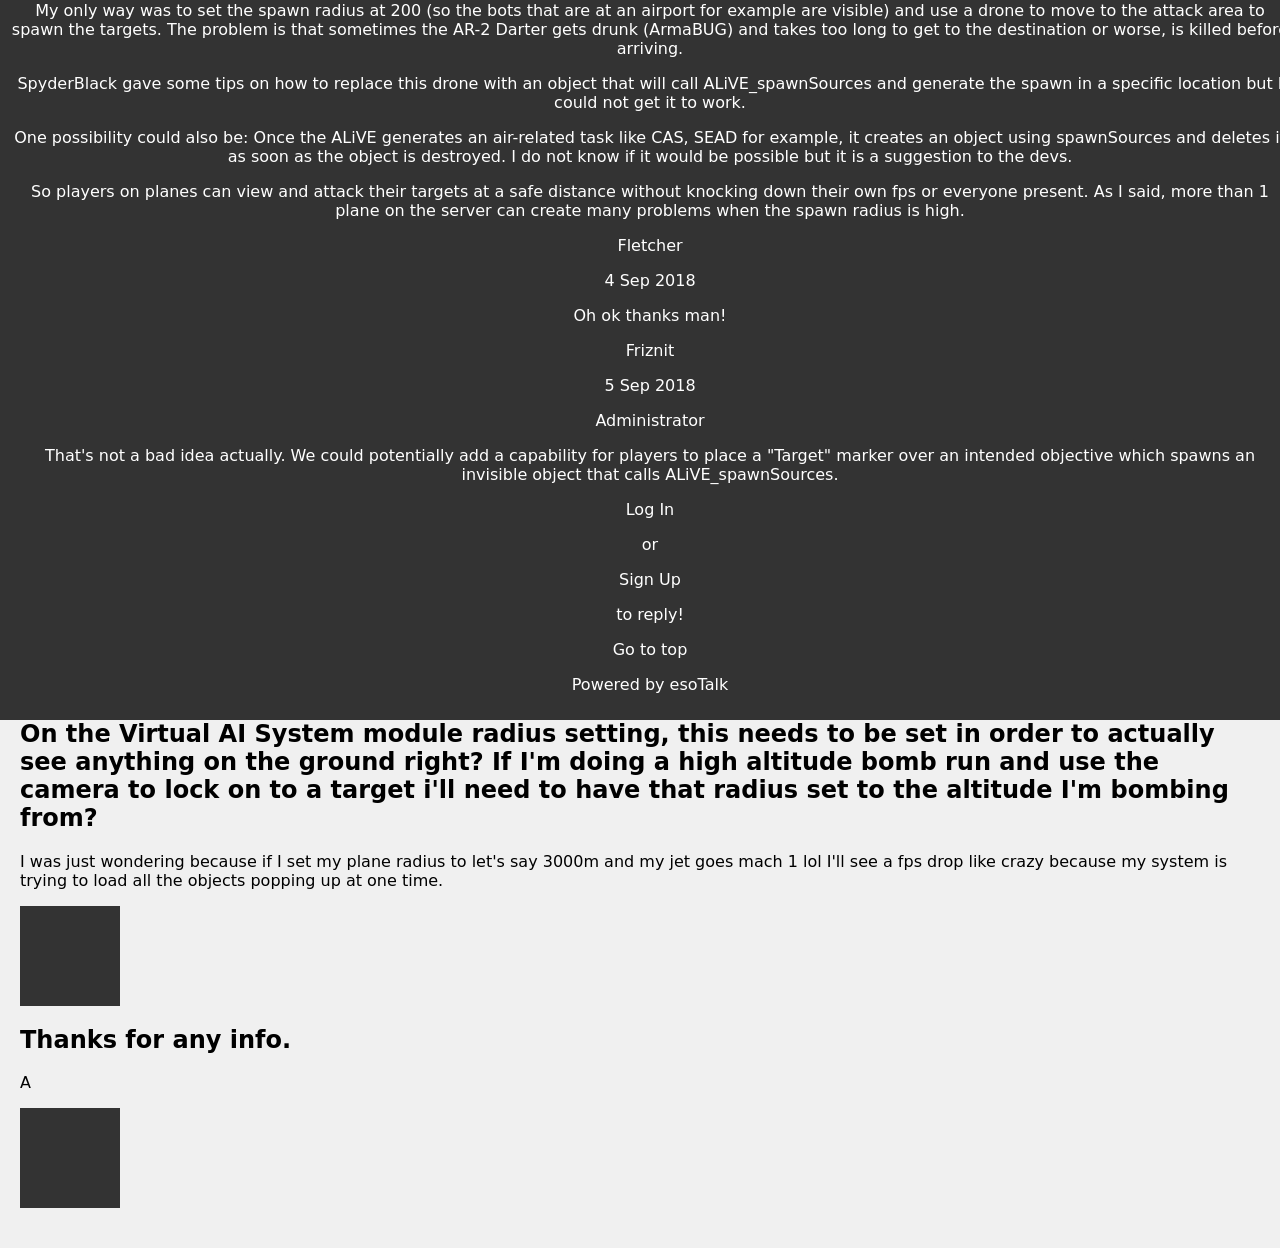 My only way was to set the spawn radius at 200 (so the bots that are at an airport for example are visible) and use a drone to move to the attack area to
spawn the targets. The problem is that sometimes the AR-2 Darter gets drunk (ArmaBUG) and takes too long to get to the destination or worse, is killed before
arriving.
SpyderBlack gave some tips on how to replace this drone with an object that will call ALiVE_spawnSources and generate the spawn in a specific location but I
could not get it to work.
One possibility could also be: Once the ALiVE generates an air-related task like CAS, SEAD for example, it creates an object using spawnSources and deletes
as soon as the object is destroyed. I do not know if it would be possible but it is a suggestion to the devs.
So players on planes can view and attack their targets at a safe distance without knocking down their own fps or everyone present. As I said, more than 1
plane on the server can create many problems when the spawn radius is high.
Fletcher
4 Sep 2018
Oh ok thanks man!
Friznit
5 Sep 2018
Administrator
That's not a bad idea actually. We could potentially add a capability for players to place a "Target" marker over an intended objective which spawns an
invisible object that calls ALiVE_spawnSources.
Log In
or
Sign Up
to reply!
Go to top
Powered by esoTalk
On the Virtual AI System module radius setting, this needs to be set in order to actually
see anything on the ground right? If I'm doing a high altitude bomb run and use the
camera to lock on to a target i'll need to have that radius set to the altitude I'm bombing
from?
I was just wondering because if I set my plane radius to let's say 3000m and my jet goes mach 1 lol I'll see a fps drop like crazy because my system is
trying to load all the objects popping up at one time.
Thanks for any info.
A